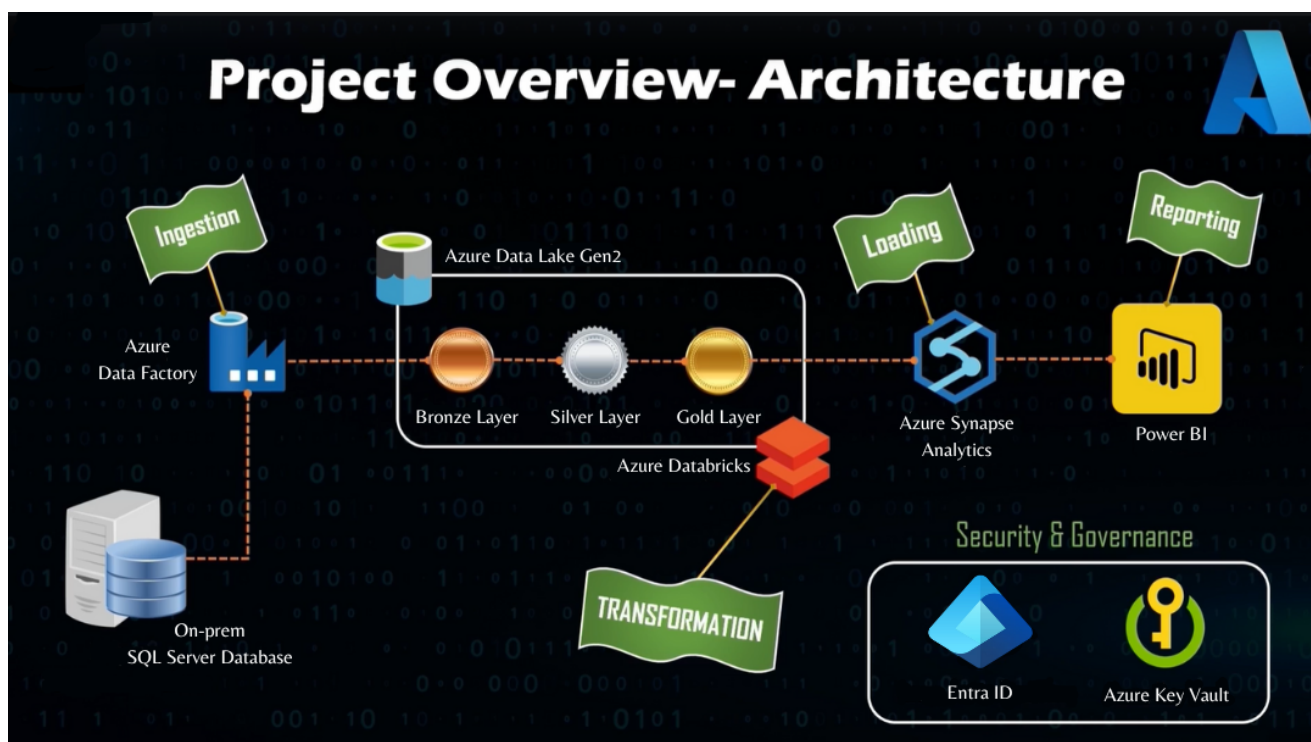 Project Overview- Architecture
Ingestion
Loading
Reporting
Azure Data Lake Gen2
Azure
Data Factory
Bronze Layer
Silver Layer
Gold Layer
Azure Synapse
Analytics
Power BI
Azure Databricks
Security & Governance
TRANSFORMATION
On-prem
SQL Server Database
Entra ID
Azure Key Vault